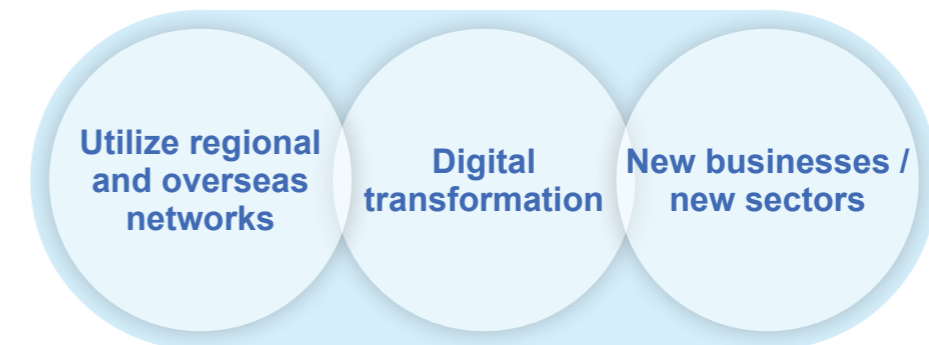 Utilize regional
and overseas
networks
Digital
transformation
New businesses /
new sectors